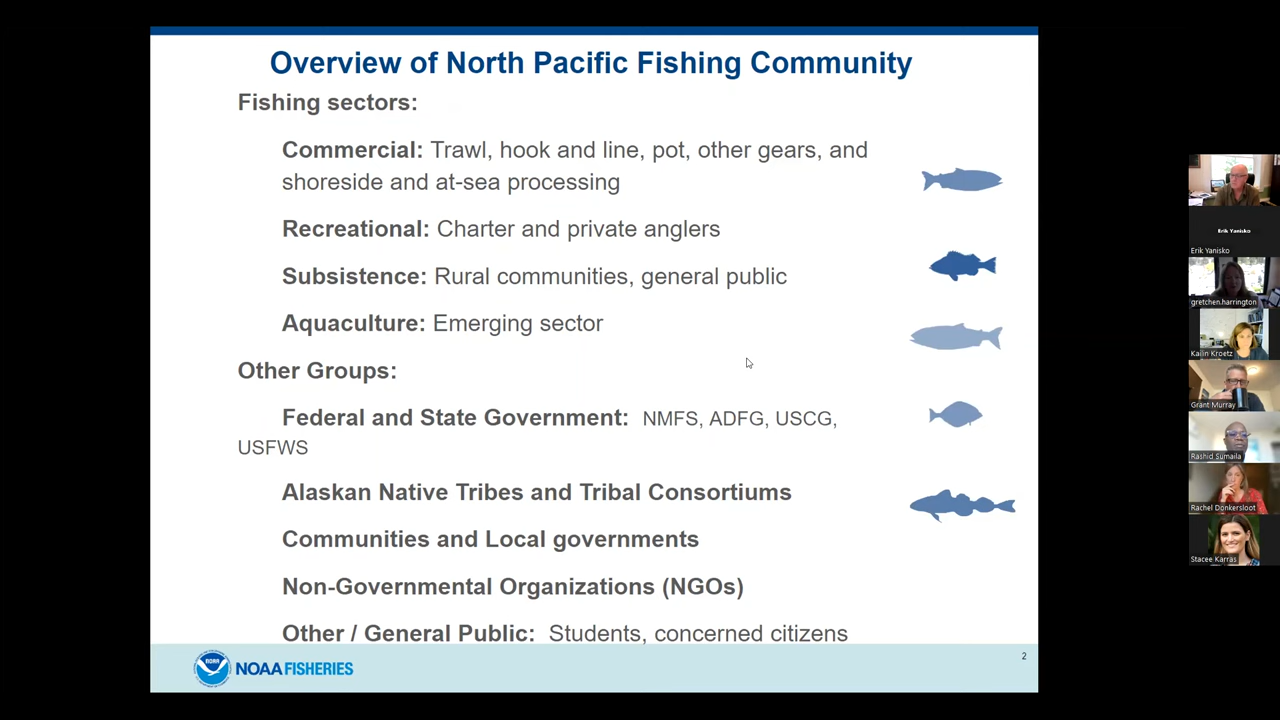 Overview of North Pacific Fishing Community
Fishing sectors:
Commercial: Trawl, hook and line, pot, other gears, and
shoreside and at-sea processing
Recreational: Charter and private anglers
Subsistence: Rural communities, general public
Aquaculture: Emerging sector
Other Groups:
Federal and State Government: NMFS, ADFG, USCG,
USFWS
Alaskan Native Tribes and Tribal Consortiums
Communities and Local governments
Non-Governmental Organizations (NGOs)
Other / General Public: Students, concerned citizens
NOAA
NOAA FISHERIES
2
Erik Yanisko
Erik Yanisko
gretchen.harrington
Kailin Kroetz
Grant Murray
Rashid Sumaila
Rachel Donkersloot
Stacee Karras